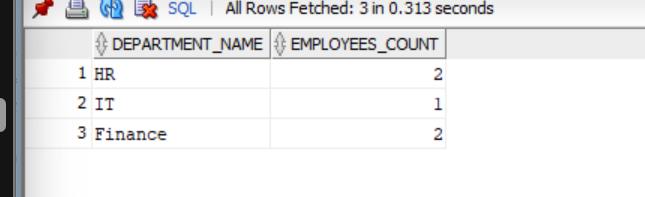 SQL | All Rows Fetched: 3 in 0.313 seconds
DEPARTMENT_NAME EMPLOYEES_COUNT
1 HR 2
2 IT 1
3 Finance 2